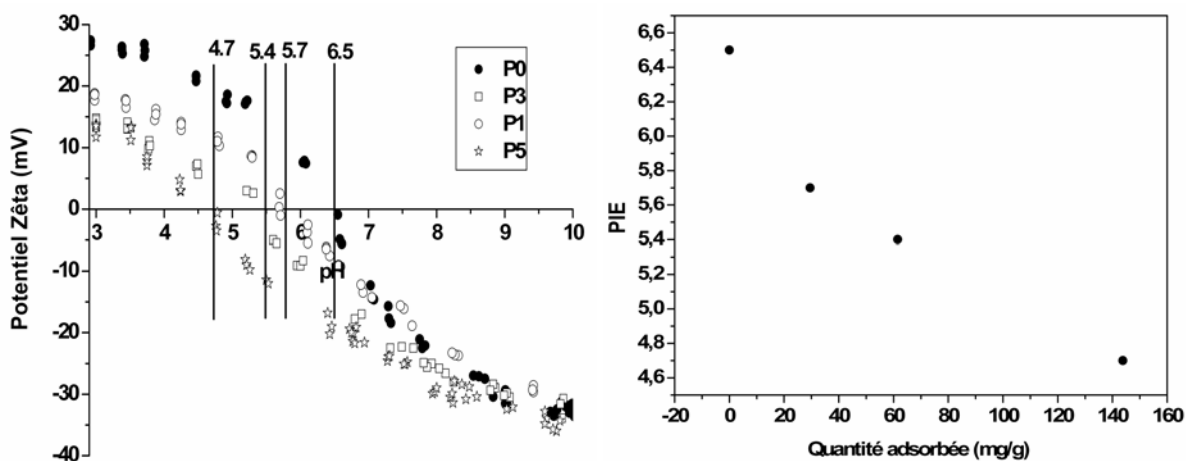 30
20
10
0
-10
-20
-30
-40
Potentiel Zêta (mV)
4.7 5.4 5.7 6.5
P0
P3
P1
P5
3 4 5 6 7 8 9 10
pH
6,6
6,4
6,2
6,0
5,8
5,6
5,4
5,2
5,0
4,8
4,6
PIE
-20 0 20 40 60 80 100 120 140 160
Quantité adsorbée (mg/g)